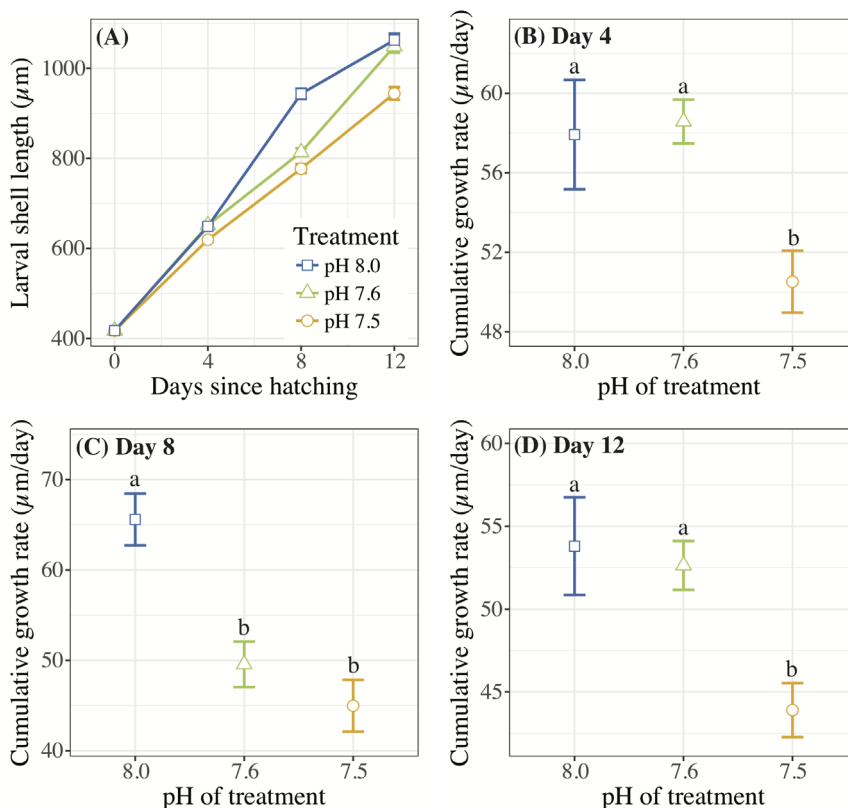 (A)
Larval shell length (µm)
1000
800
600
400
Treatment
pH 8.0
pH 7.6
pH 7.5
0 4 8 12
Days since hatching
(B) Day 4
Cumulative growth rate (µm/day)
60
56
52
48
a
a
b
8.0 7.6 7.5
pH of treatment
(C) Day 8
Cumulative growth rate (µm/day)
70
60
50
40
a
b
b
8.0 7.6 7.5
pH of treatment
(D) Day 12
Cumulative growth rate (µm/day)
60
55
50
45
a
a
b
8.0 7.6 7.5
pH of treatment